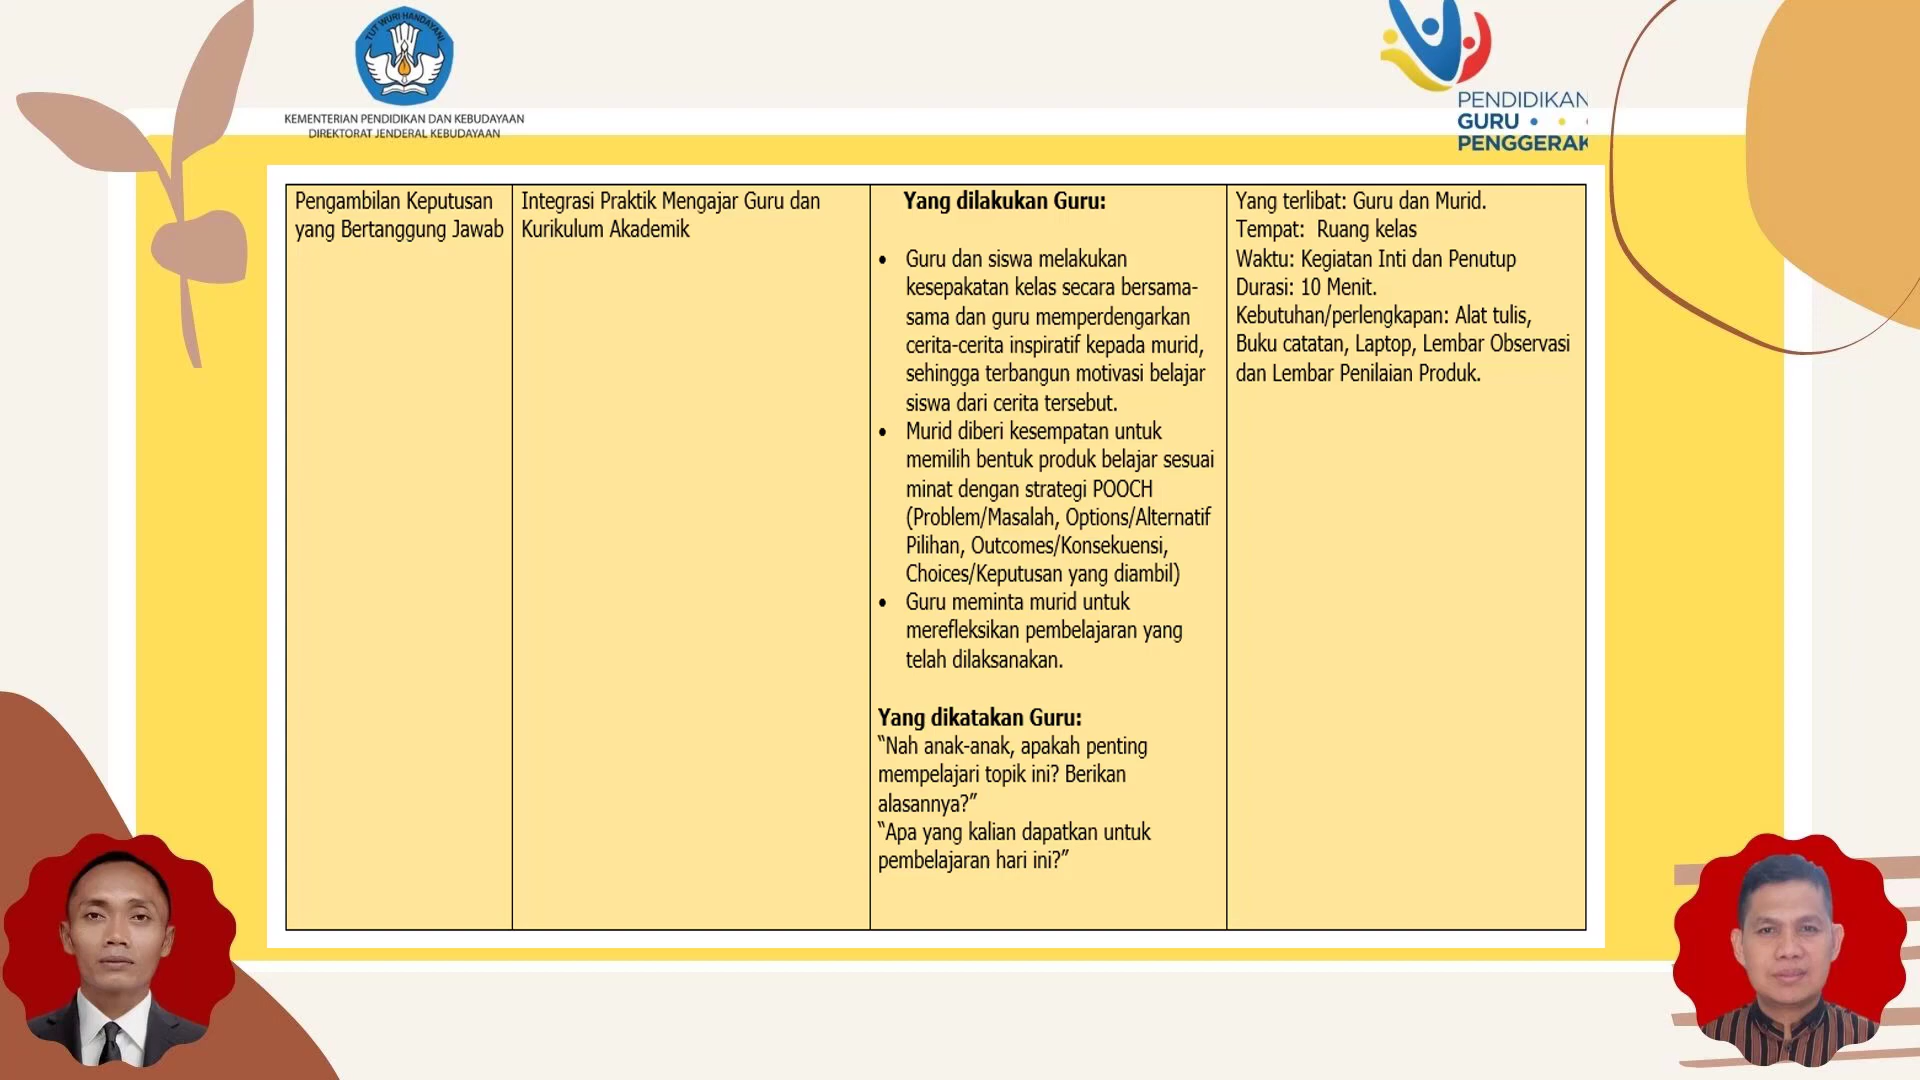 TUT WURI HANDAYANI
KEMENTERIAN PENDIDIKAN DAN KEBUDAYAAN
DIREKTORAT JENDERAL KEBUDAYAAN
PENDIDIKAN
GURU
PENGGERAK
Pengambilan Keputusan
yang Bertanggung Jawab
Integrasi Praktik Mengajar Guru dan
Kurikulum Akademik
Yang dilakukan Guru:
• Guru dan siswa melakukan
kesepakatan kelas secara bersama-
sama dan guru memperdengarkan
cerita-cerita inspiratif kepada murid,
sehingga terbangun motivasi belajar
siswa dari cerita tersebut.
• Murid diberi kesempatan untuk
memilih bentuk produk belajar sesuai
minat dengan strategi POOCH
(Problem/Masalah, Options/Alternatif
Pilihan, Outcomes/Konsekuensi,
Choices/Keputusan yang diambil)
• Guru meminta murid untuk
merefleksikan pembelajaran yang
telah dilaksanakan.
Yang dikatakan Guru:
“Nah anak-anak, apakah penting
mempelajari topik ini? Berikan
alasannya?”
“Apa yang kalian dapatkan untuk
pembelajaran hari ini?”
Yang terlibat: Guru dan Murid.
Tempat:  Ruang kelas
Waktu: Kegiatan Inti dan Penutup
Durasi: 10 Menit.
Kebutuhan/perlengkapan: Alat tulis,
Buku catatan, Laptop, Lembar Observasi
dan Lembar Penilaian Produk.